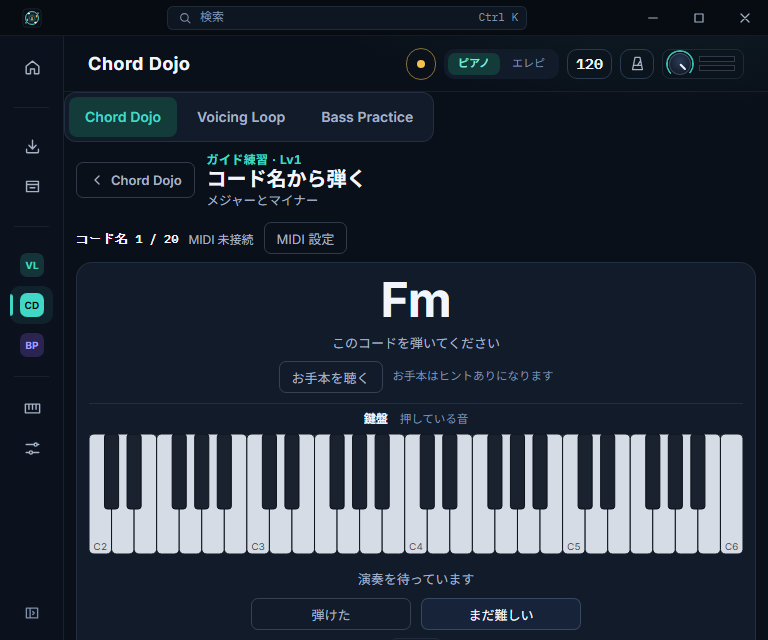 検索 Ctrl K
Chord Dojo
ピアノ エレピ 120
Chord Dojo Voicing Loop Bass Practice
Chord Dojo
ガイド練習 · Lv1
コード名から弾く
メジャーとマイナー
コード名 1 / 20 MIDI 未接続 MIDI 設定
VL
CD
BP
Fm
このコードを弾いてください
お手本を聴く お手本はヒントありになります
鍵盤 押している音
C2 C3 C4 C5 C6
演奏を待っています
弾けた まだ難しい